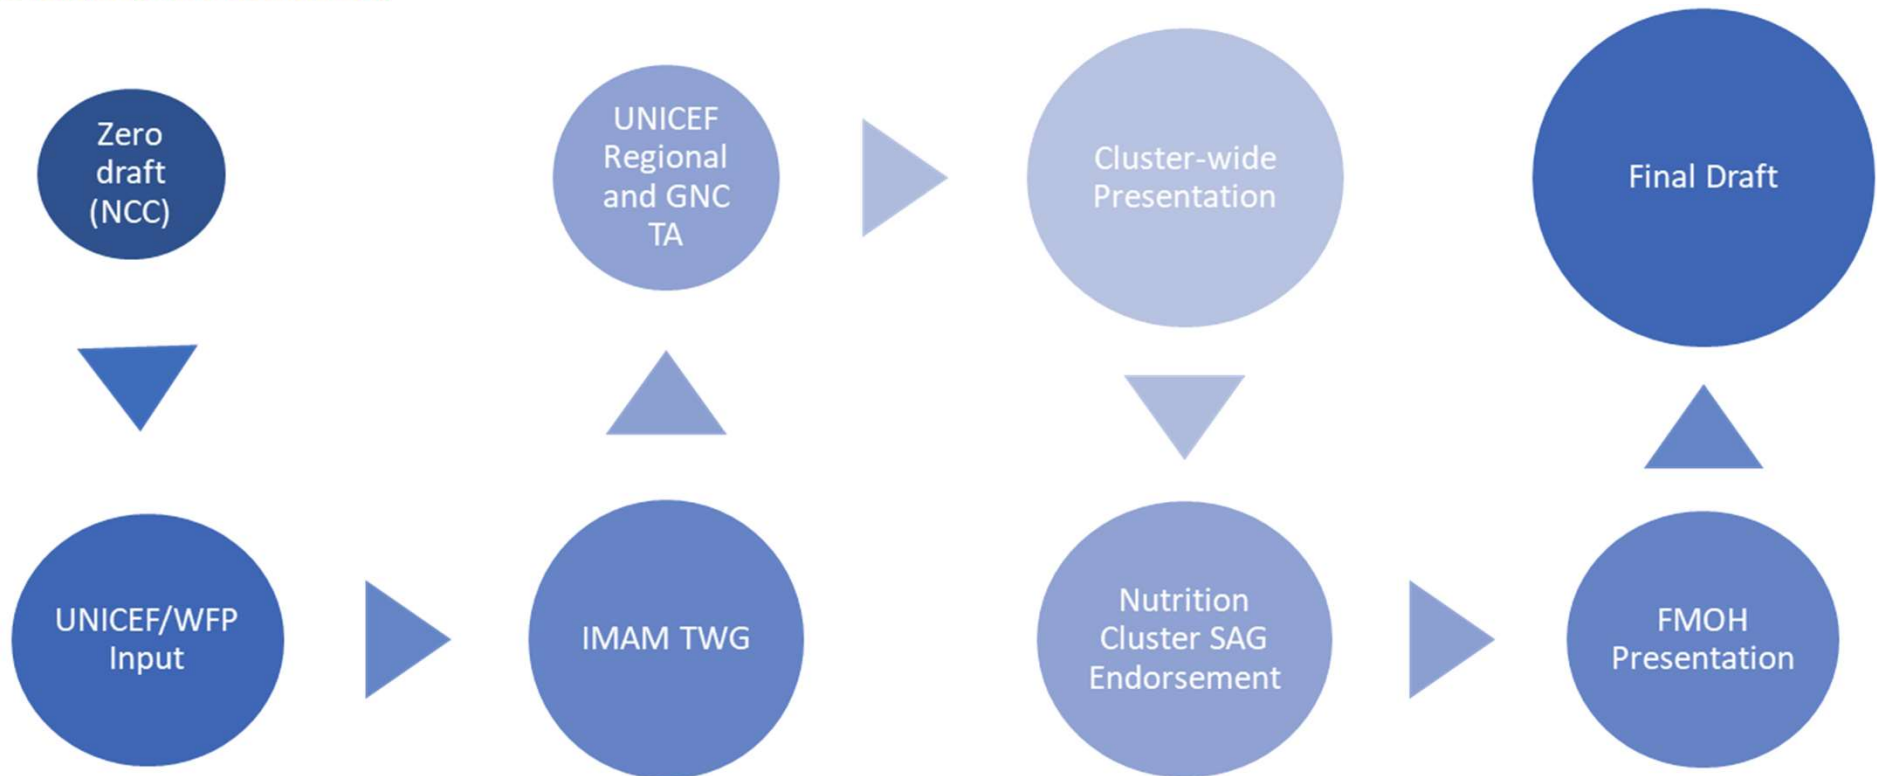 Zero
draft
(NCC)
UNICEF/WFP
Input
IMAM TWG
UNICEF
Regional
and GNC
TA
Cluster-wide
Presentation
Nutrition
Cluster SAG
Endorsement
FMOH
Presentation
Final Draft